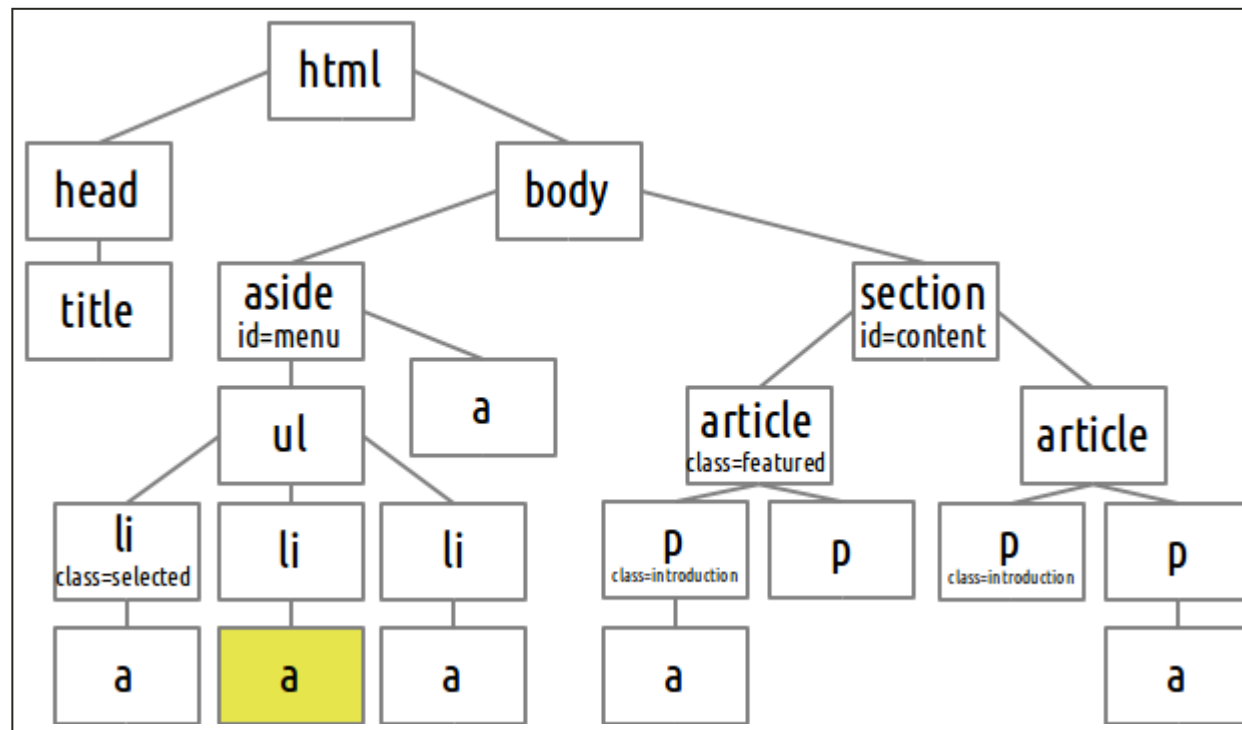 html
head
body
title
aside
id=menu
section
id=content
a
ul
article
class=featured
article
li
class=selected
li
li
p
class=introduction
p
p
class=introduction
p
a
a
a
a
a